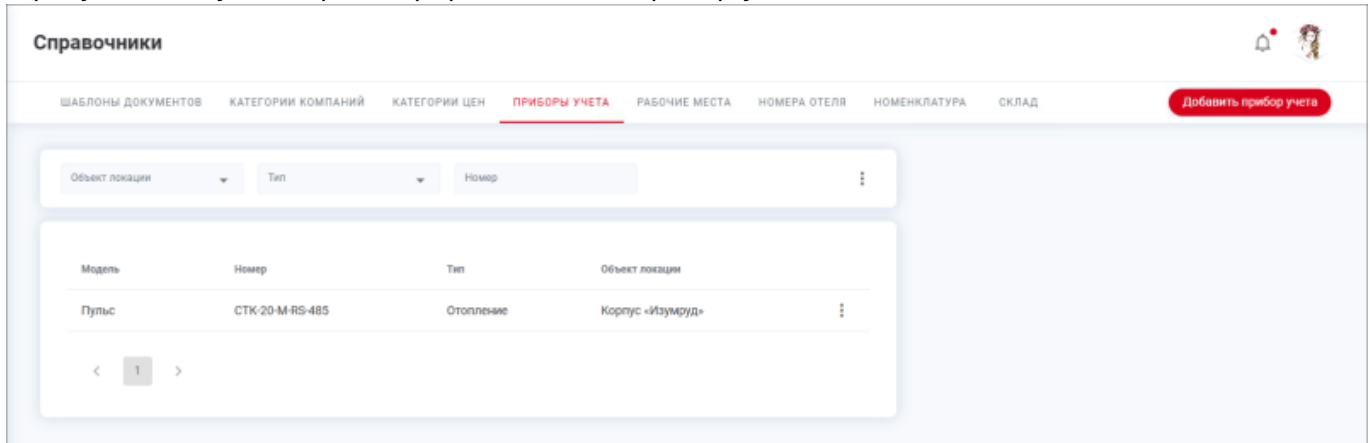 Справочники
ШАБЛОНЫ ДОКУМЕНТОВ КАТЕГОРИИ КОМПАНИЙ КАТЕГОРИИ ЦЕН ПРИБОРЫ УЧЕТА РАБОЧИЕ МЕСТА НОМЕРА ОТЕЛЯ НОМЕНКЛАТУРА СКЛАД Добавить прибор учета
Объект локации Тип Номер
Модель Номер Тип Объект локации
Пульс СТК-20-M-RS-485 Отопление Корпус «Изумруд»
< 1 >